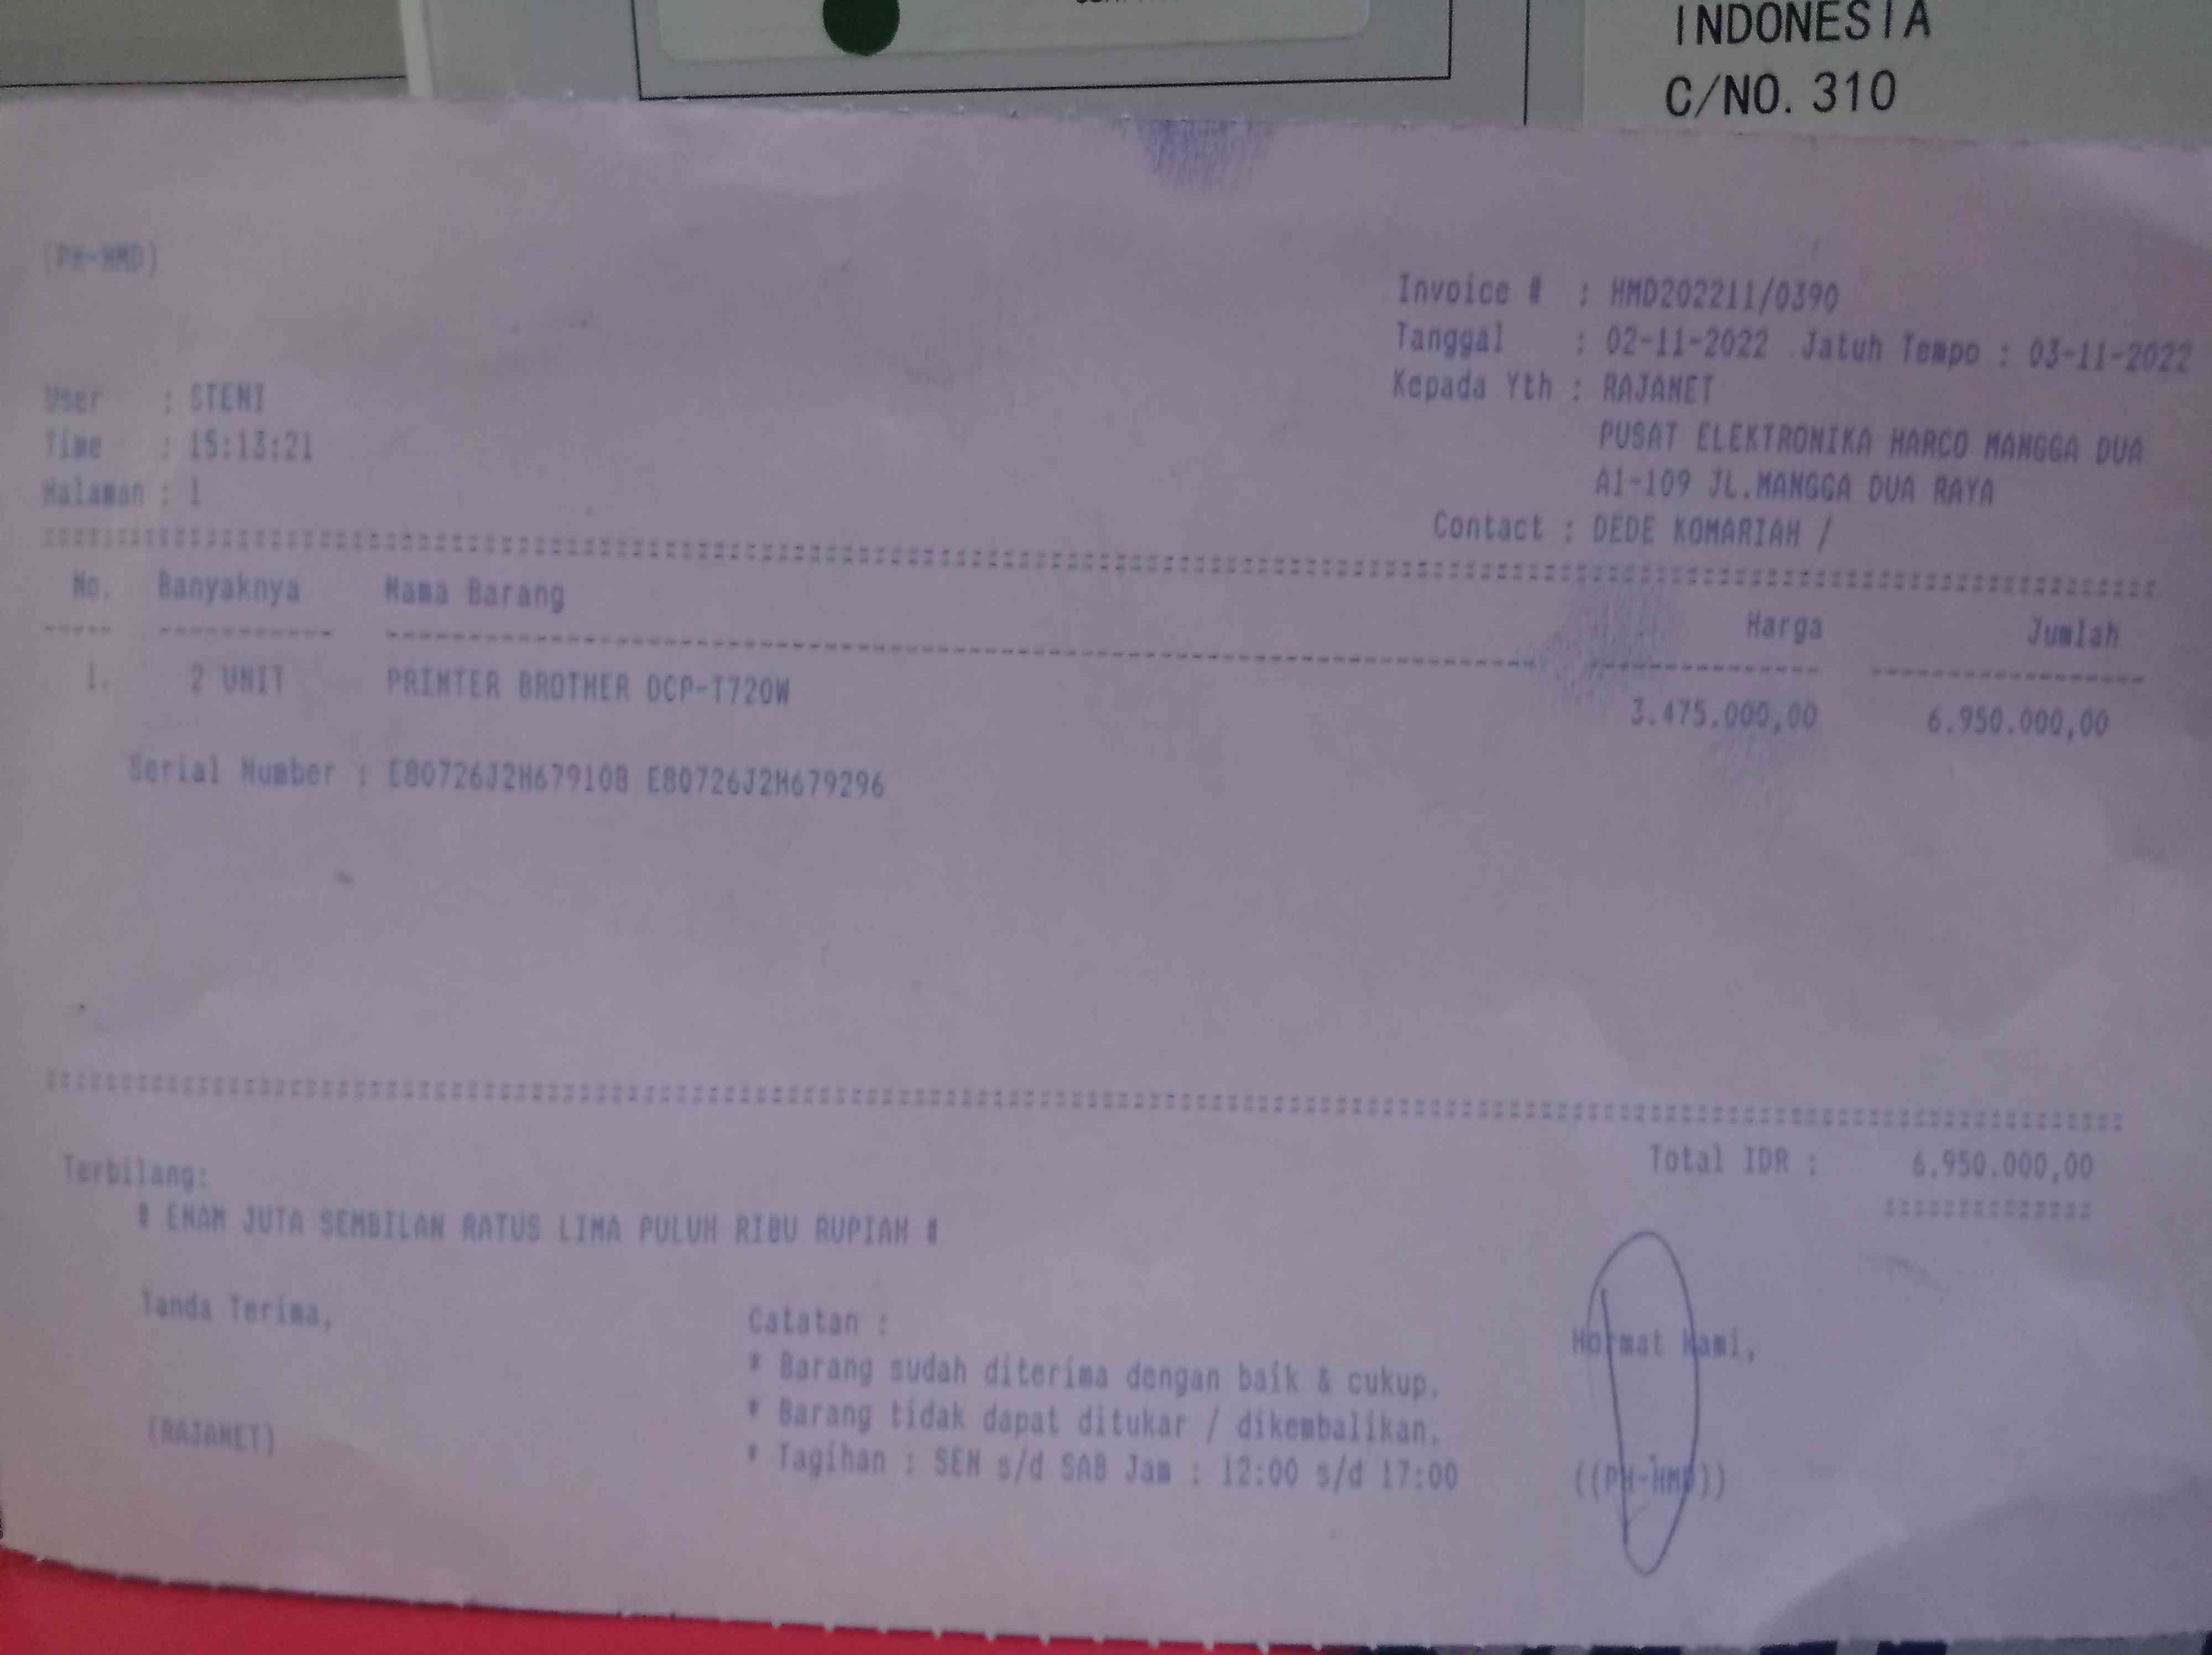 INDONESIA
C/NO. 310
(PH-HMD)
Invoice # : HMD202211/0390
Tanggal : 02-11-2022 Jatuh Tempo : 03-11-2022
Kepada Yth : RAJANET
PUSAT ELEKTRONIKA HARCO MANGGA DUA
A1-109 JL.MANGGA DUA RAYA
Contact : DEDE KOMARIAH /
User : STENI
Time : 15:13:21
Halaman : 1
No. Banyaknya Nama Barang Harga Jumlah
1. 2 UNIT PRINTER BROTHER DCP-T720W 3.475.000,00 6.950.000,00
Serial Number : E80726J2H679108 E80726J2H679296
Total IDR : 6.950.000,00
Terbilang:
# ENAM JUTA SEMBILAN RATUS LIMA PULUH RIBU RUPIAH #
Tanda Terima,
(RAJANET)
Catatan :
* Barang sudah diterima dengan baik & cukup.
* Barang tidak dapat ditukar / dikembalikan.
* Tagihan : SEN s/d SAB Jam : 12:00 s/d 17:00
Hormat Kami,
((PH-HMD))